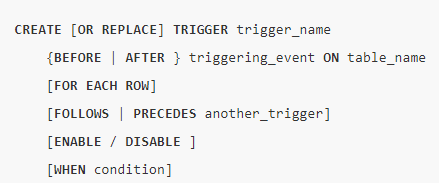 CREATE [OR REPLACE] TRIGGER trigger_name
{BEFORE | AFTER } triggering_event ON table_name
[FOR EACH ROW]
[FOLLOWS | PRECEDES another_trigger]
[ENABLE / DISABLE ]
[WHEN condition]